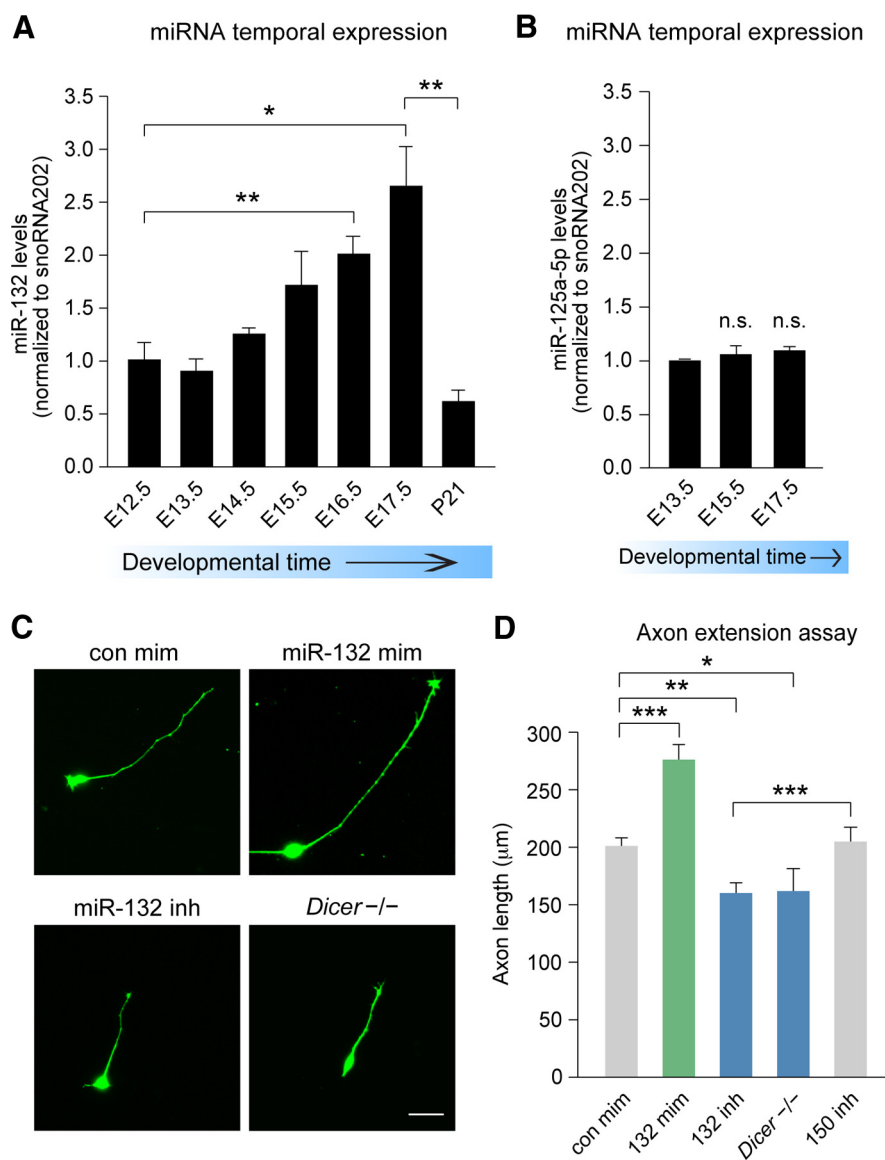 A
miRNA temporal expression
miR-132 levels
(normalized to snoRNA202)
3.5
3.0
2.5
2.0
1.5
1.0
0.5
0.0
*
**
**
E12.5
E13.5
E14.5
E15.5
E16.5
E17.5
P21
Developmental time
B
miRNA temporal expression
miR-125a-5p levels
(normalized to snoRNA202)
3.5
3.0
2.5
2.0
1.5
1.0
0.5
0.0
n.s.
n.s.
E13.5
E15.5
E17.5
Developmental time
C
con mim
miR-132 mim
miR-132 inh
Dicer −/−
D
Axon extension assay
Axon length (µm)
300
250
200
150
100
50
0
*
**
***
***
con mim
132 mim
132 inh
Dicer −/−
150 inh